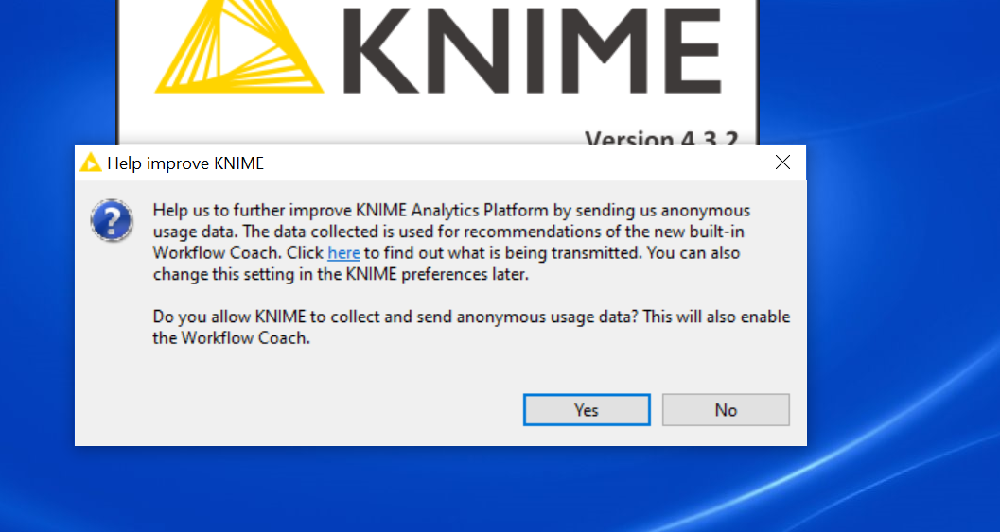 KNIME
Version 4.3.2
Help improve KNIME
Help us to further improve KNIME Analytics Platform by sending us anonymous
usage data. The data collected is used for recommendations of the new built-in
Workflow Coach. Click here to find out what is being transmitted. You can also
change this setting in the KNIME preferences later.
Do you allow KNIME to collect and send anonymous usage data? This will also enable
the Workflow Coach.
Yes
No